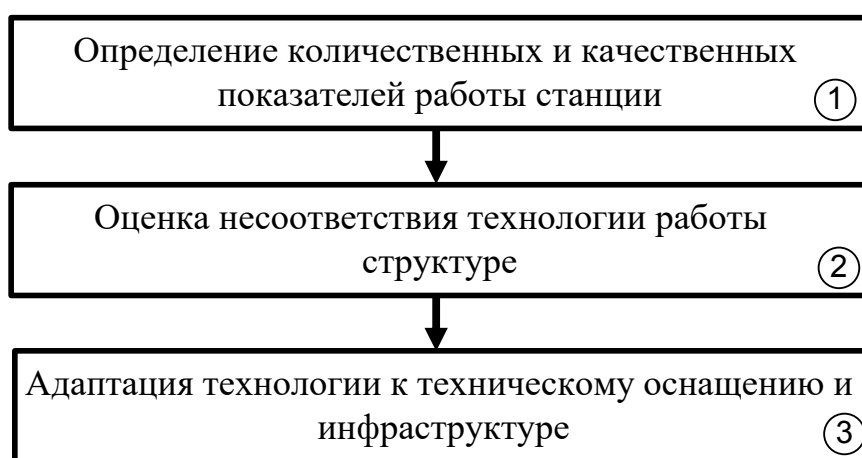 Определение количественных и качественных
показателей работы станции
1
Оценка несоответствия технологии работы
структуре
2
Адаптация технологии к техническому оснащению и
инфраструктуре
3